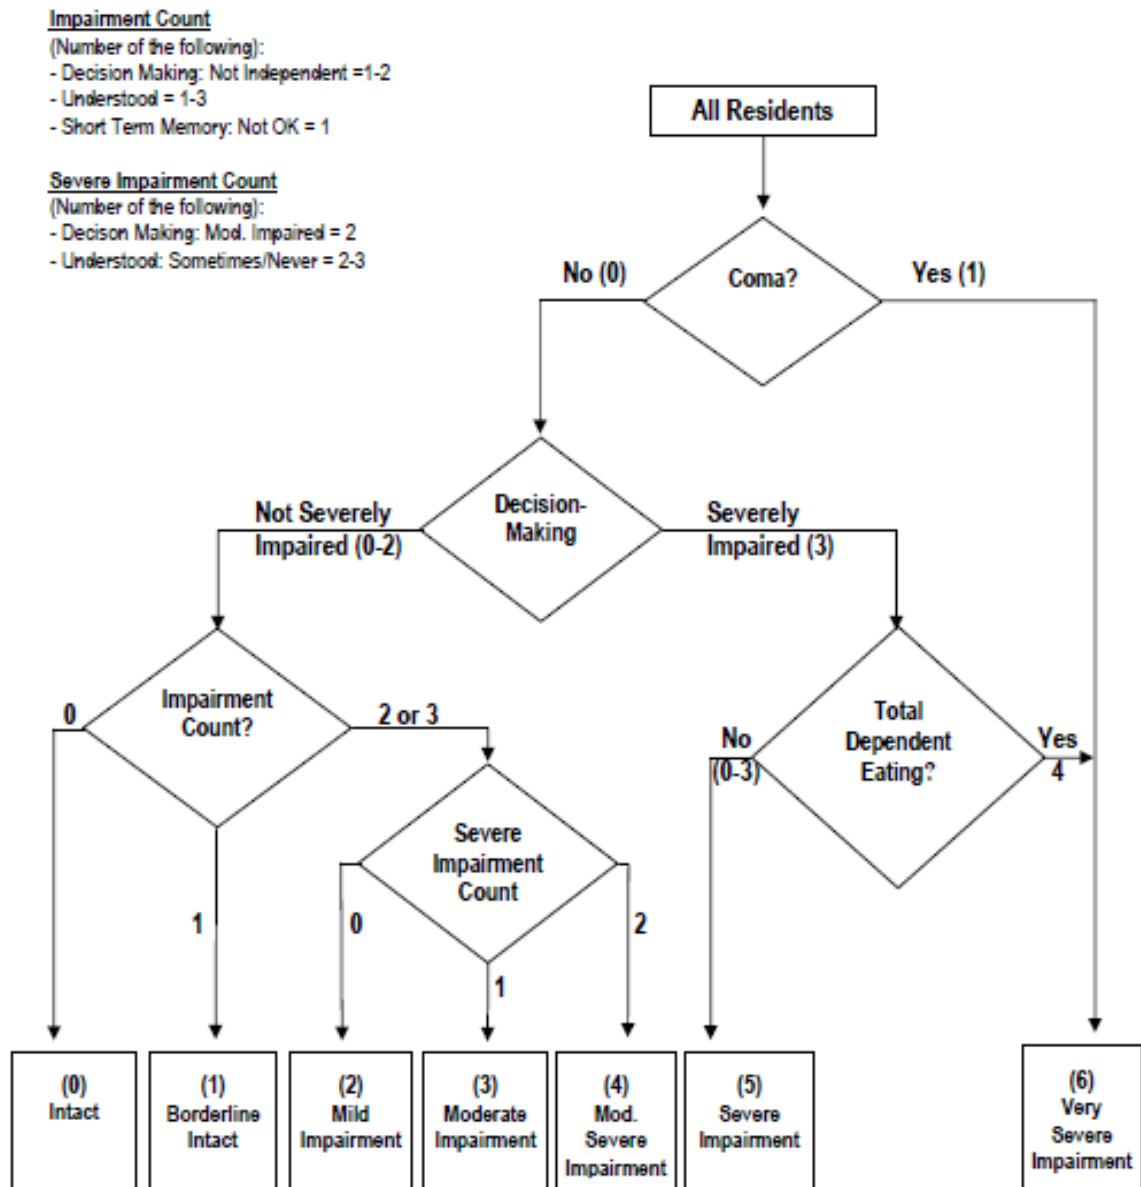 Impairment Count
(Number of the following):
- Decision Making: Not Independent =1-2
- Understood = 1-3
- Short Term Memory: Not OK = 1
Severe Impairment Count
(Number of the following):
- Decison Making: Mod. Impaired = 2
- Understood: Sometimes/Never = 2-3
All Residents
Coma?
No (0)
Yes (1)
Decision-
Making
Not Severely
Impaired (0-2)
Severely
Impaired (3)
Impairment
Count?
0
2 or 3
1
Severe
Impairment
Count
0
1
2
Total
Dependent
Eating?
No
(0-3)
Yes
4
(0)
Intact
(1)
Borderline
Intact
(2)
Mild
Impairment
(3)
Moderate
Impairment
(4)
Mod.
Severe
Impairment
(5)
Severe
Impairment
(6)
Very
Severe
Impairment